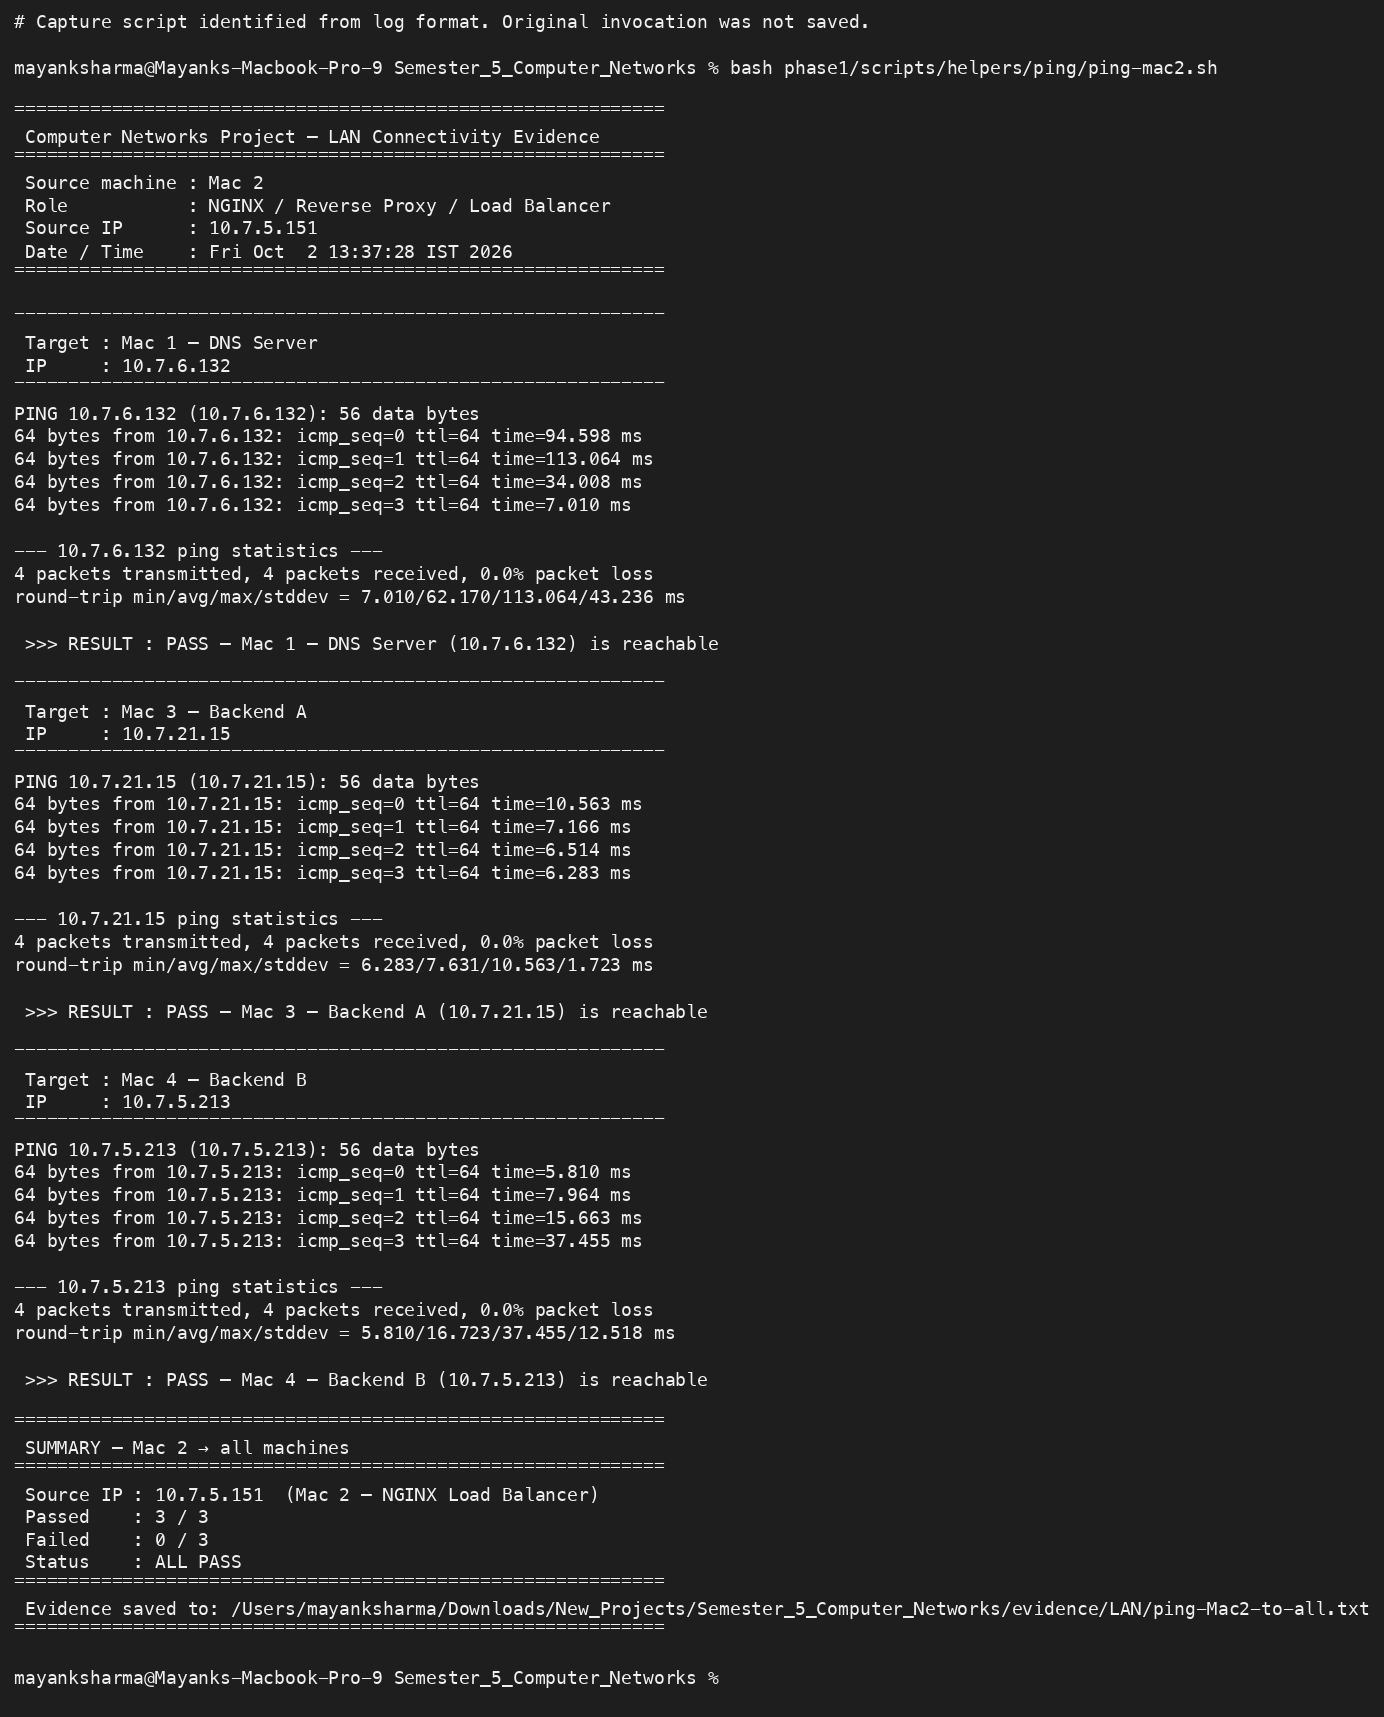 # Capture script identified from log format. Original invocation was not saved.
mayanksharma@Mayanks-Macbook-Pro-9 Semester_5_Computer_Networks % bash phase1/scripts/helpers/ping/ping-mac2.sh
============================================================
Computer Networks Project — LAN Connectivity Evidence
============================================================
Source machine : Mac 2
Role           : NGINX / Reverse Proxy / Load Balancer
Source IP      : 10.7.5.151
Date / Time    : Fri Oct  2 13:37:28 IST 2026
============================================================
------------------------------------------------------------
Target : Mac 1 — DNS Server
IP     : 10.7.6.132
------------------------------------------------------------
PING 10.7.6.132 (10.7.6.132): 56 data bytes
64 bytes from 10.7.6.132: icmp_seq=0 ttl=64 time=94.598 ms
64 bytes from 10.7.6.132: icmp_seq=1 ttl=64 time=113.064 ms
64 bytes from 10.7.6.132: icmp_seq=2 ttl=64 time=34.008 ms
64 bytes from 10.7.6.132: icmp_seq=3 ttl=64 time=7.010 ms
--- 10.7.6.132 ping statistics ---
4 packets transmitted, 4 packets received, 0.0% packet loss
round-trip min/avg/max/stddev = 7.010/62.170/113.064/43.236 ms
>>> RESULT : PASS — Mac 1 — DNS Server (10.7.6.132) is reachable
------------------------------------------------------------
Target : Mac 3 — Backend A
IP     : 10.7.21.15
------------------------------------------------------------
PING 10.7.21.15 (10.7.21.15): 56 data bytes
64 bytes from 10.7.21.15: icmp_seq=0 ttl=64 time=10.563 ms
64 bytes from 10.7.21.15: icmp_seq=1 ttl=64 time=7.166 ms
64 bytes from 10.7.21.15: icmp_seq=2 ttl=64 time=6.514 ms
64 bytes from 10.7.21.15: icmp_seq=3 ttl=64 time=6.283 ms
--- 10.7.21.15 ping statistics ---
4 packets transmitted, 4 packets received, 0.0% packet loss
round-trip min/avg/max/stddev = 6.283/7.631/10.563/1.723 ms
>>> RESULT : PASS — Mac 3 — Backend A (10.7.21.15) is reachable
------------------------------------------------------------
Target : Mac 4 — Backend B
IP     : 10.7.5.213
------------------------------------------------------------
PING 10.7.5.213 (10.7.5.213): 56 data bytes
64 bytes from 10.7.5.213: icmp_seq=0 ttl=64 time=5.810 ms
64 bytes from 10.7.5.213: icmp_seq=1 ttl=64 time=7.964 ms
64 bytes from 10.7.5.213: icmp_seq=2 ttl=64 time=15.663 ms
64 bytes from 10.7.5.213: icmp_seq=3 ttl=64 time=37.455 ms
--- 10.7.5.213 ping statistics ---
4 packets transmitted, 4 packets received, 0.0% packet loss
round-trip min/avg/max/stddev = 5.810/16.723/37.455/12.518 ms
>>> RESULT : PASS — Mac 4 — Backend B (10.7.5.213) is reachable
============================================================
SUMMARY — Mac 2 → all machines
============================================================
Source IP : 10.7.5.151  (Mac 2 — NGINX Load Balancer)
Passed    : 3 / 3
Failed    : 0 / 3
Status    : ALL PASS
============================================================
Evidence saved to: /Users/mayanksharma/Downloads/New_Projects/Semester_5_Computer_Networks/evidence/LAN/ping-Mac2-to-all.txt
============================================================
mayanksharma@Mayanks-Macbook-Pro-9 Semester_5_Computer_Networks %